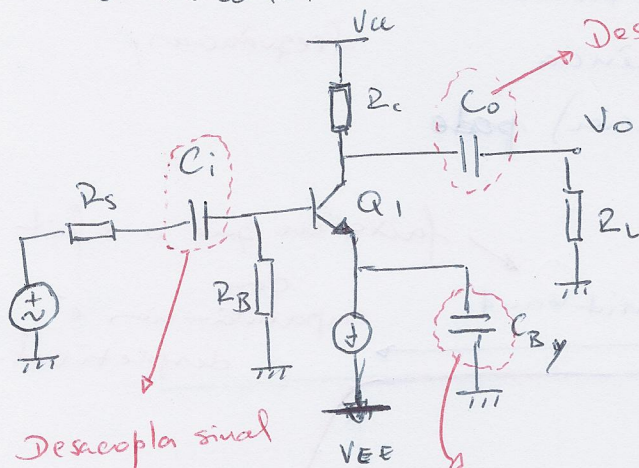 Vcc
Rc
Co
Des
Vo
Rs
Ci
Q1
RL
RB
CBy
Desacopla sinal
VEE